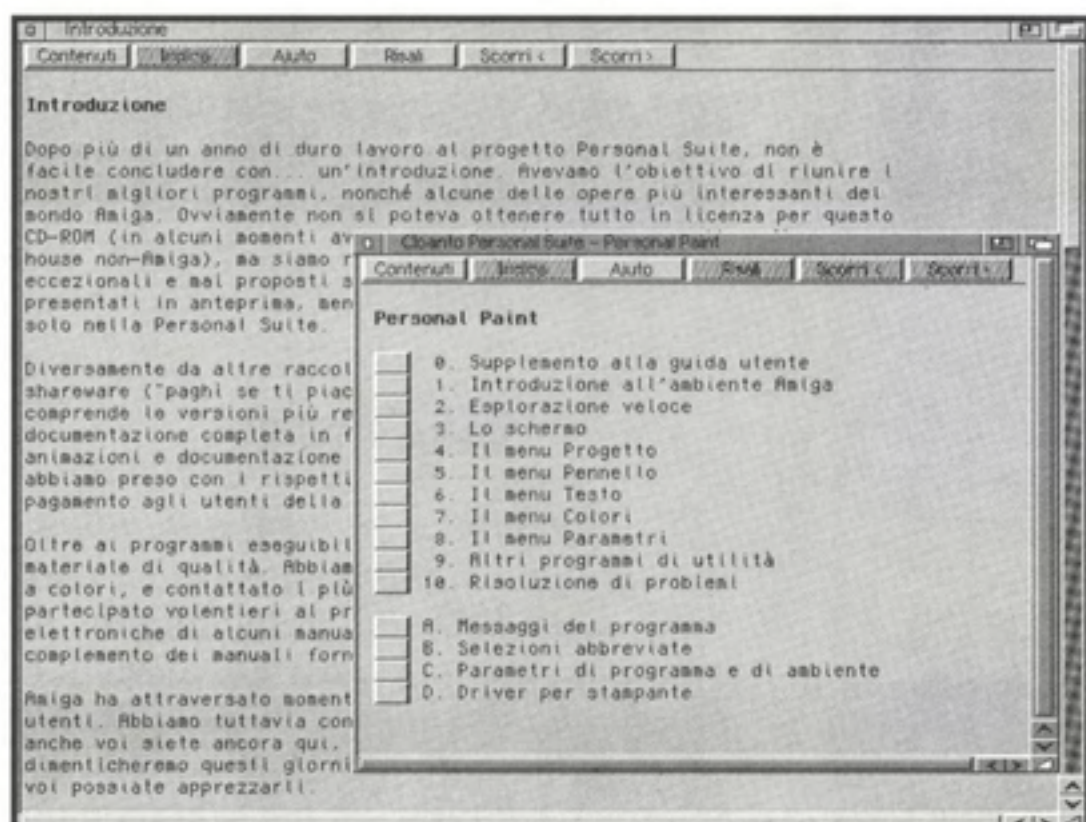 Introduzione
Contenuti Indice Aiuto Risali Scorri < Scorri >
Introduzione
Dopo più di un anno di duro lavoro al progetto Personal Suite, non è
facile concludere con... un'introduzione. Avevamo l'obiettivo di riunire i
nostri migliori programmi, nonché alcune delle opere più interessanti del
mondo Amiga. Ovviamente non si poteva ottenere tutto in licenza per questo
CD-ROM (in alcuni momenti av
house non-Amiga), ma siamo r
eccezionali e mai proposti s
presentati in anteprima, men
solo nella Personal Suite.
Diversamente da altre raccol
shareware ("paghi se ti piac
comprende le versioni più re
documentazione completa in f
animazioni e documentazione
abbiamo preso con i rispetti
pagamento agli utenti della
Oltre ai programmi eseguibil
materiale di qualità. Abbiam
a colori, e contattato i più
partecipato volentieri al pr
elettroniche di alcuni manua
complemento dei manuali forn
Amiga ha attraversato moment
utenti. Abbiamo tuttavia con
anche voi siete ancora qui,
dimenticheremo questi giorni
voi possiate apprezzarli.
Cloanto Personal Suite - Personal Paint
Contenuti Indice Aiuto Risali Scorri < Scorri >
Personal Paint
0. Supplemento alla guida utente
1. Introduzione all'ambiente Amiga
2. Esplorazione veloce
3. Lo schermo
4. Il menu Progetto
5. Il menu Pennello
6. Il menu Testo
7. Il menu Colori
8. Il menu Parametri
9. Altri programmi di utilità
10. Risoluzione di problemi
A. Messaggi del programma
B. Selezioni abbreviate
C. Parametri di programma e di ambiente
D. Driver per stampante